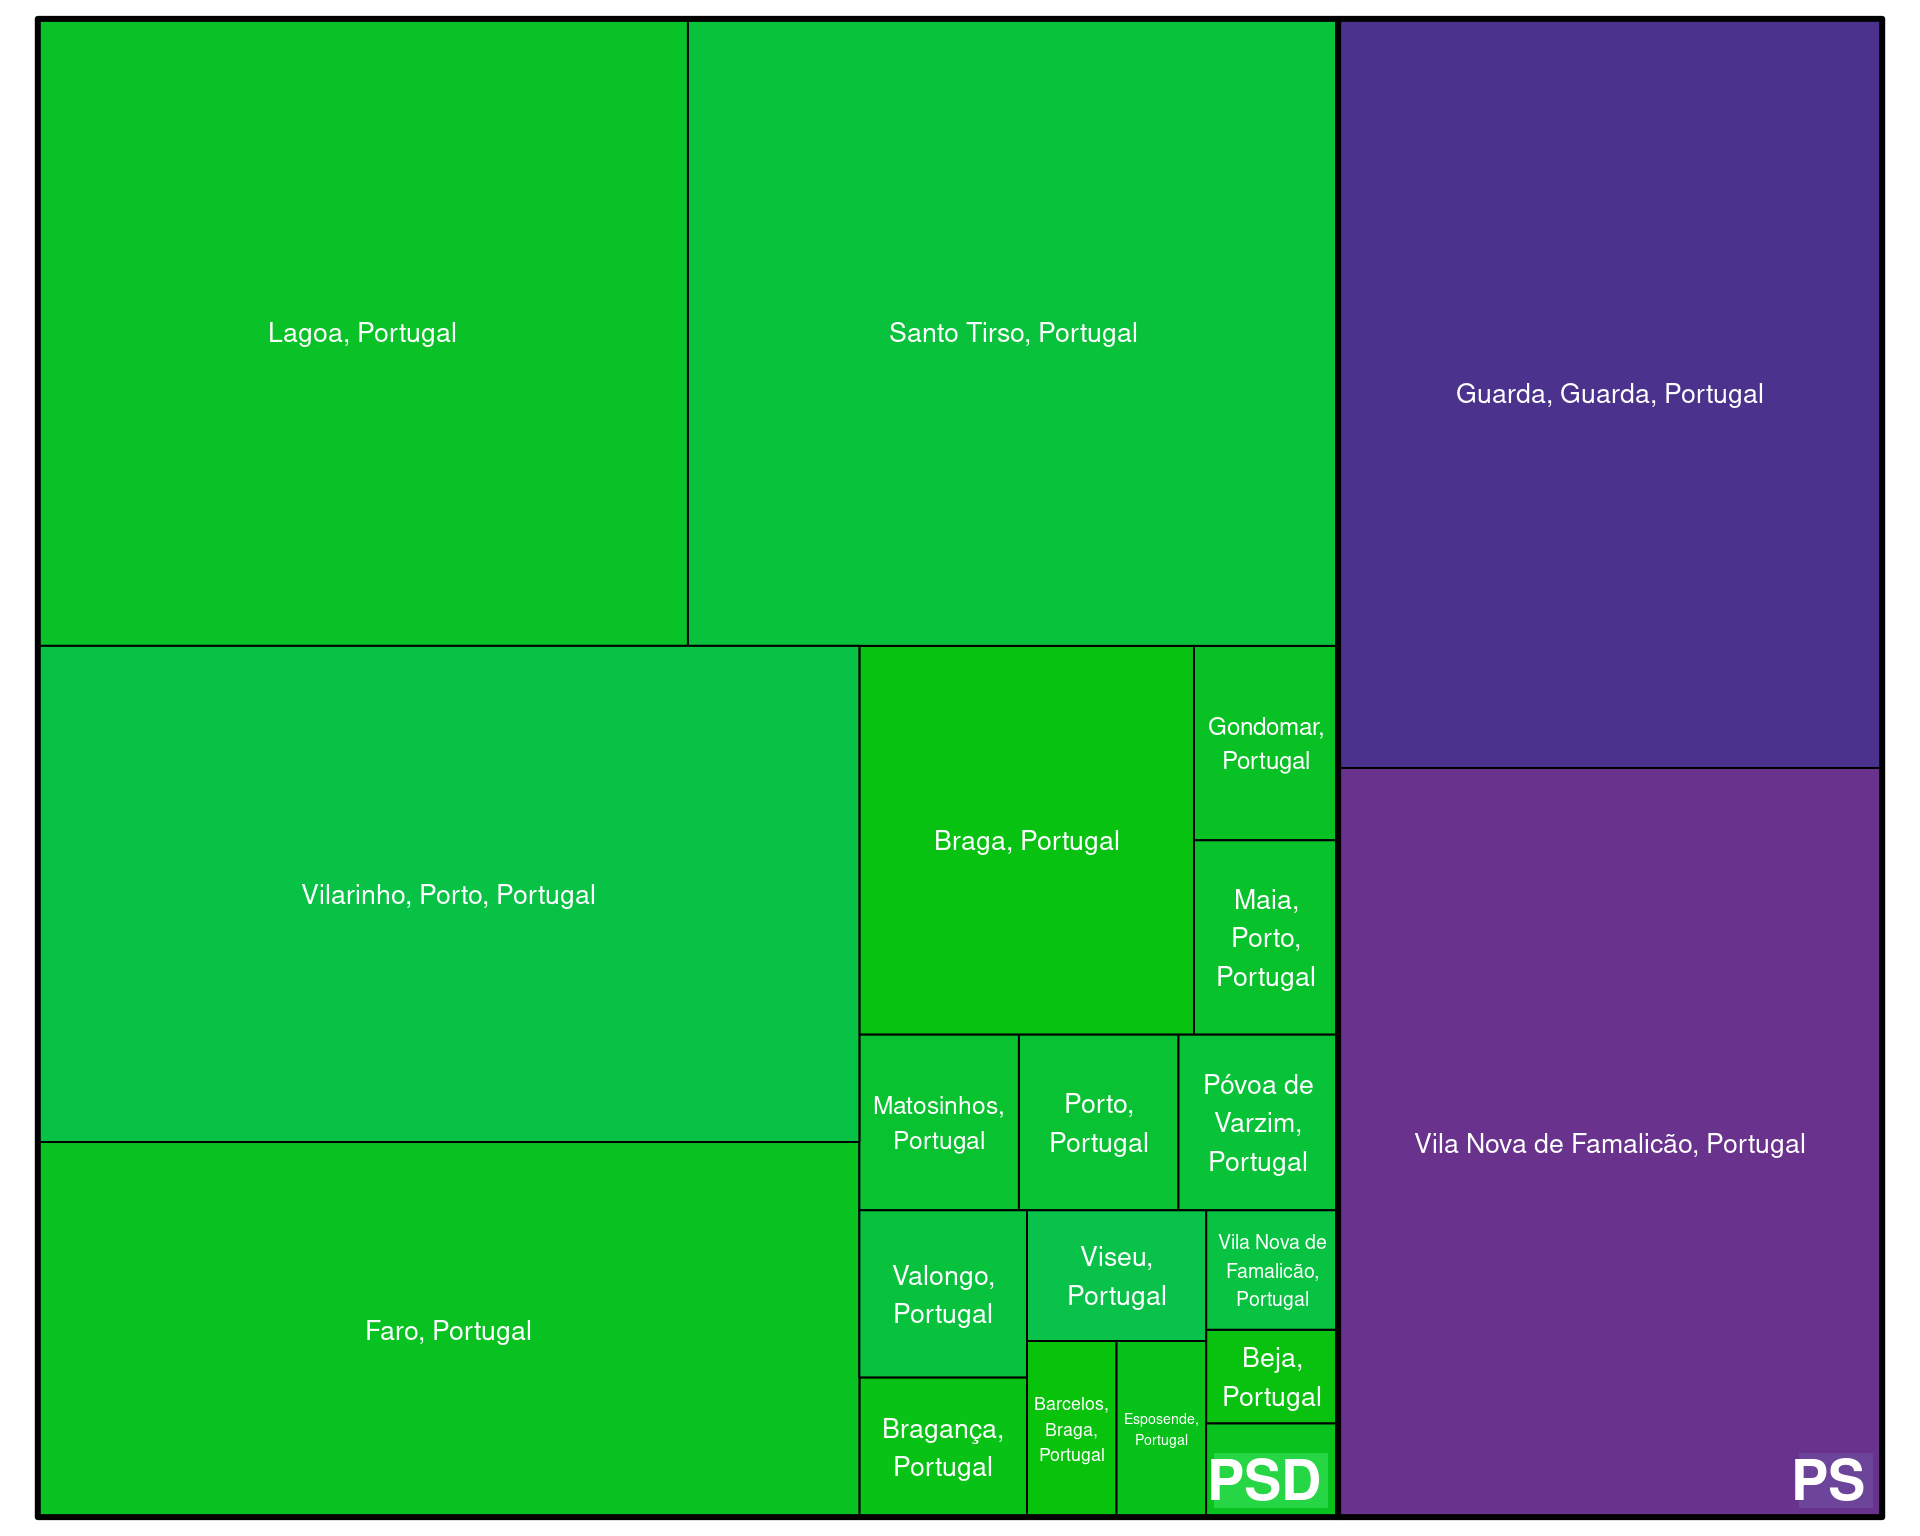 Lagoa, Portugal
Santo Tirso, Portugal
Guarda, Guarda, Portugal
Vilarinho, Porto, Portugal
Braga, Portugal
Gondomar,
Portugal
Maia,
Porto,
Portugal
Matosinhos,
Portugal
Porto,
Portugal
Póvoa de
Varzim,
Portugal
Vila Nova de Famalicão, Portugal
Faro, Portugal
Valongo,
Portugal
Viseu,
Portugal
Vila Nova de
Famalicão,
Portugal
Beja,
Portugal
Bragança,
Portugal
Barcelos,
Braga,
Portugal
Esposende,
Portugal
PSD
PS